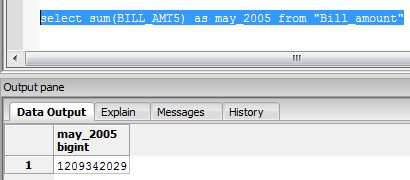 select sum(BILL_AMT5) as may_2005 from "Bill_amount"
Output pane
Data Output Explain Messages History
may_2005
bigint
1 1209342029